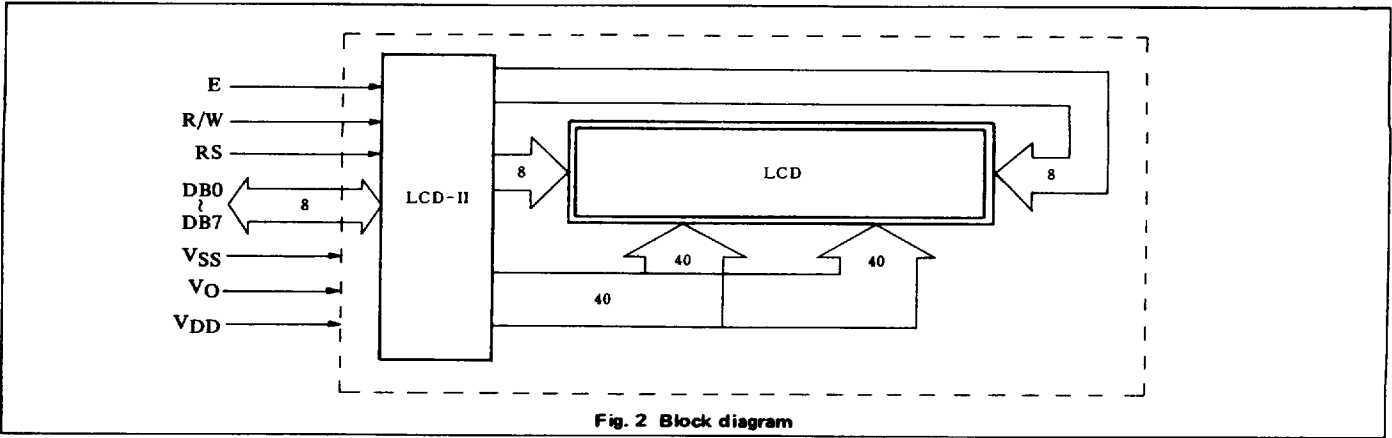 E
R/W
RS
DB0
~
DB7
8
VSS
VO
VDD
LCD-II
8
LCD
8
40
40
40
Fig. 2 Block diagram